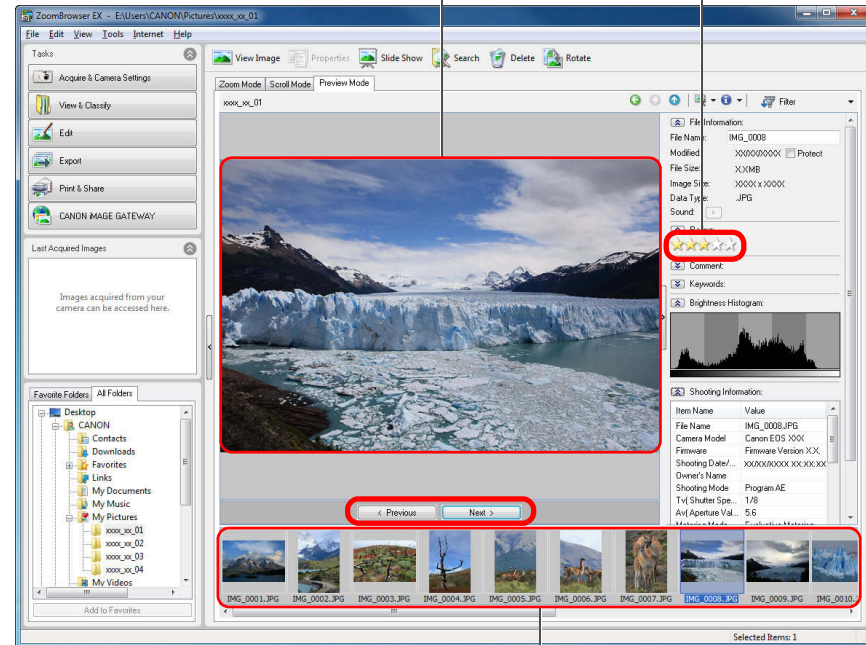 ZoomBrowser EX - E:\Users\CANON\Pictures\xxxx_xx_01
File Edit View Tools Internet Help
Tasks
Acquire & Camera Settings
View & Classify
Edit
Export
Print & Share
CANON iMAGE GATEWAY
Last Acquired Images
Images acquired from your
camera can be accessed here.
Favorite Folders All Folders
Desktop
CANON
Contacts
Downloads
Favorites
Links
My Documents
My Music
My Pictures
xxxx_xx_01
xxxx_xx_02
xxxx_xx_03
xxxx_xx_04
My Videos
Add to Favorites
View Image Properties Slide Show Search Delete Rotate
Zoom Mode Scroll Mode Preview Mode
xxxx_xx_01
Filter
File Information:
File Name: IMG_0008
Modified XX/XX/XXXX Protect
File Size: X.XMB
Image Size: XXXX x XXXX
Data Type: .JPG
Sound:
Comment:
Keywords:
Brightness Histogram:
Shooting Information:
Item Name Value
File Name IMG_0008.JPG
Camera Model Canon EOS XXX
Firmware Firmware Version X.X.
Shooting Date/... XX/XX/XXXX XX:XX:XX
Owner's Name
Shooting Mode Program AE
Tv( Shutter Spe... 1/8
Av( Aperture Val... 5.6
Metering Mode Evaluative Metering
< Previous Next >
IMG_0001.JPG IMG_0002.JPG IMG_0003.JPG IMG_0004.JPG IMG_0005.JPG IMG_0006.JPG IMG_0007.JPG IMG_0008.JPG IMG_0009.JPG IMG_0010.
Selected Items: 1